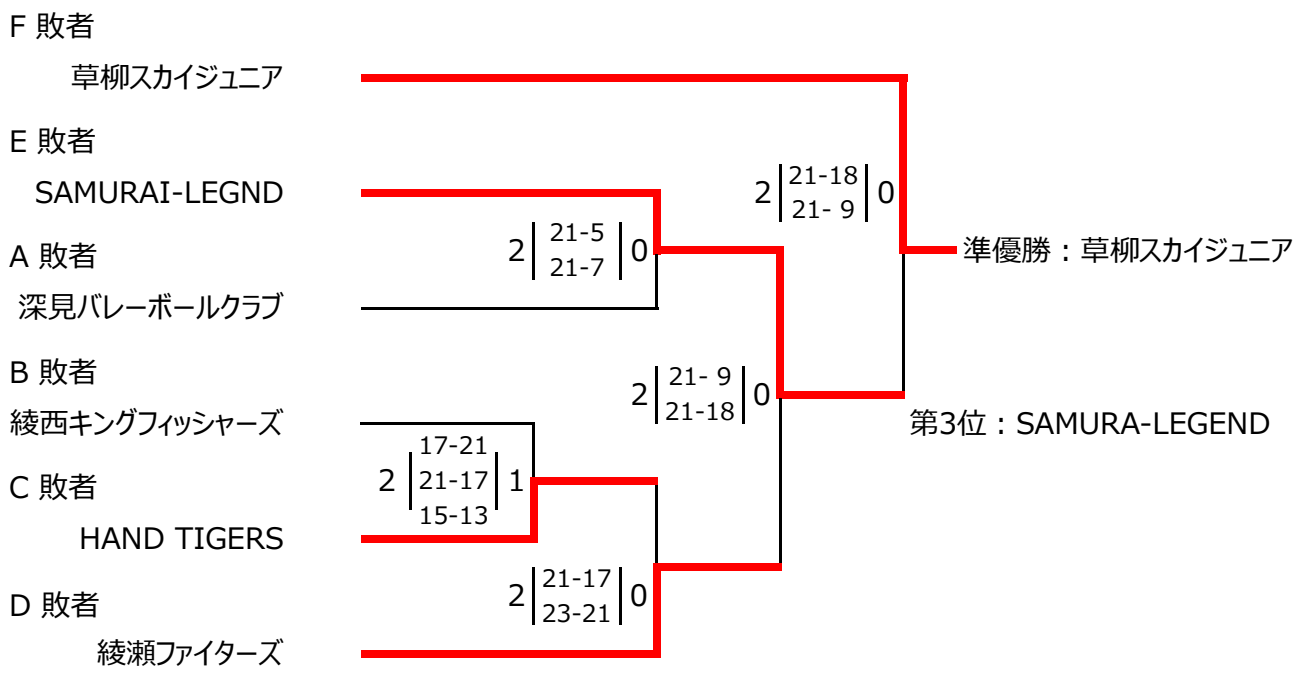 F 敗者
草柳スカイジュニア
E 敗者
SAMURAI-LEGND
A 敗者
深見バレーボールクラブ
B 敗者
綾西キングフィッシャーズ
C 敗者
HAND TIGERS
D 敗者
綾瀬ファイターズ
2 21-5 0
21-7
2 17-21 1
21-17
15-13
2 21-17 0
23-21
2 21- 9 0
21-18
2 21-18 0
21- 9
準優勝：草柳スカイジュニア
第3位：SAMURA-LEGEND